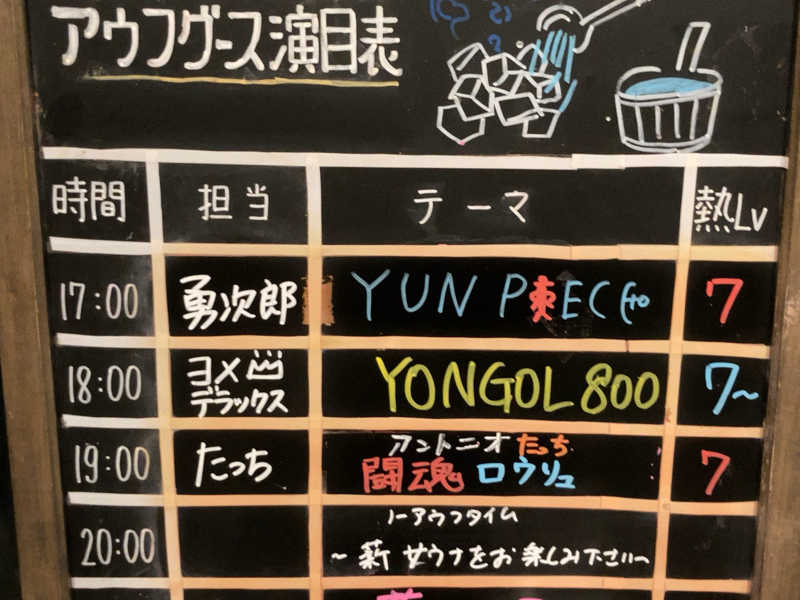 アウフグース演目表
時間 担当 テーマ 熱Lv
17:00 勇次郎 YUN PIECE 7
18:00 ヨメ
デラックス YONGOL 800 7~
19:00 たっち アントニオ たっち
闘魂 ロウリュ 7
20:00 ノーアウフタイム
~薪サウナをお楽しみ下さい~